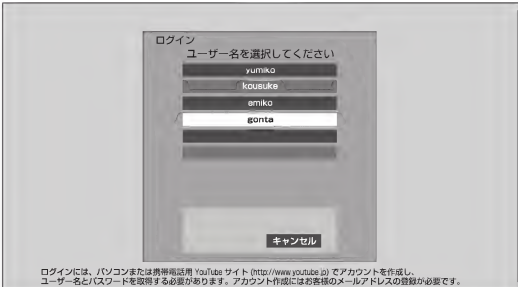 ログイン
ユーザー名を選択してください
yumiko
kousuke
emiko
gonta
キャンセル
ログインには、パソコンまたは携帯電話用 YouTube サイト (http://www.youtube.jp) でアカウントを作成し、
ユーザー名とパスワードを取得する必要があります。アカウント作成にはお客様のメールアドレスの登録が必要です。